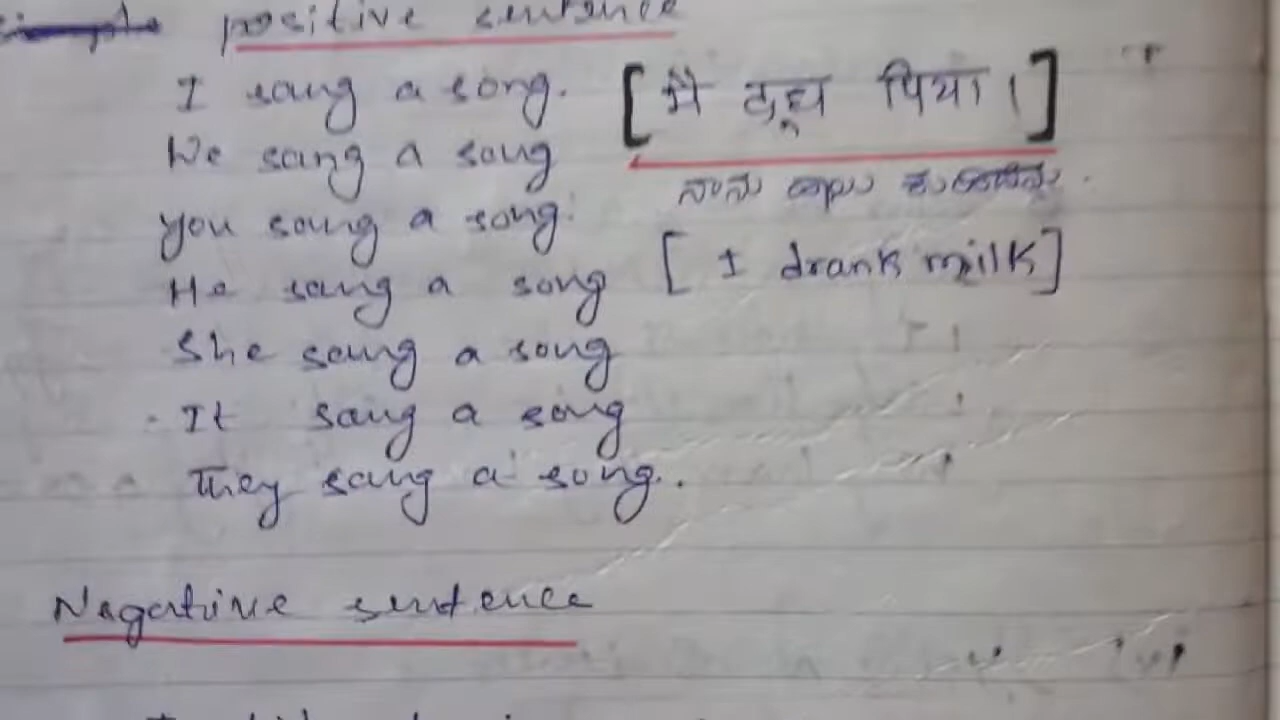 positive sentence
I sang a song. [मै दूध पिया।]
We sang a song
ನಾನು ಹಾಲು
you sang a song.
He sang a song [I drank milk]
She sang a song
It sang a song
They sang a song..
Negative sentence